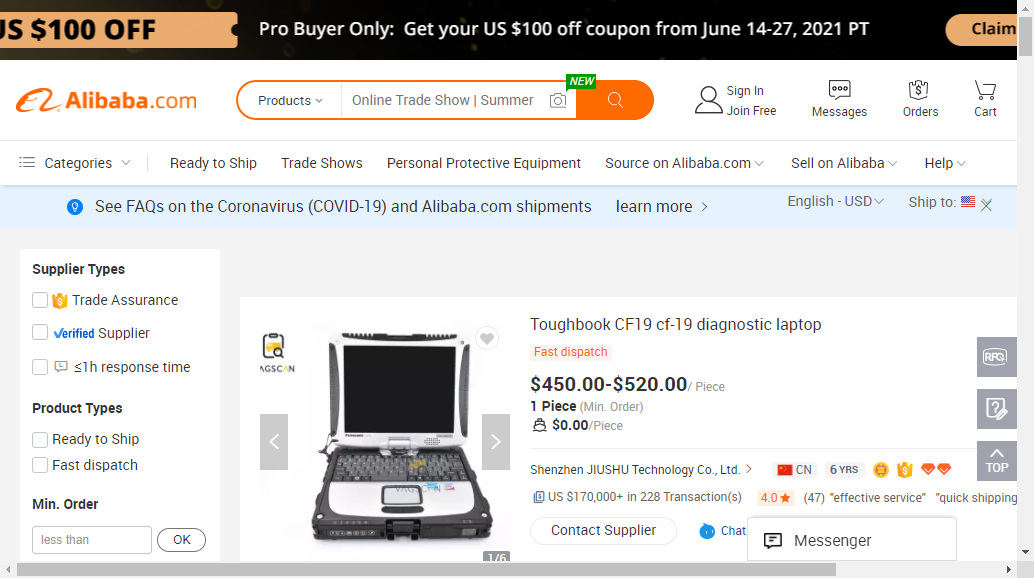 US $100 OFF
Pro Buyer Only: Get your US $100 off coupon from June 14-27, 2021 PT
Claim
Alibaba.com
Products
Online Trade Show | Summer
NEW
Sign In
Join Free
Messages
Orders
Cart
Categories
Ready to Ship
Trade Shows
Personal Protective Equipment
Source on Alibaba.com
Sell on Alibaba
Help
See FAQs on the Coronavirus (COVID-19) and Alibaba.com shipments
learn more
English - USD
Ship to:
Supplier Types
Trade Assurance
Verified Supplier
≤1h response time
Product Types
Ready to Ship
Fast dispatch
Min. Order
less than
OK
VAGSCAN
Panasonic
VAGSCAN
1/6
Toughbook CF19 cf-19 diagnostic laptop
Fast dispatch
$450.00-$520.00/ Piece
1 Piece (Min. Order)
$0.00/Piece
Shenzhen JIUSHU Technology Co., Ltd.
CN
6 YRS
US $170,000+ in 228 Transaction(s)
4.0
(47) "effective service" "quick shipping
Contact Supplier
Chat
Messenger
RFQ
TOP